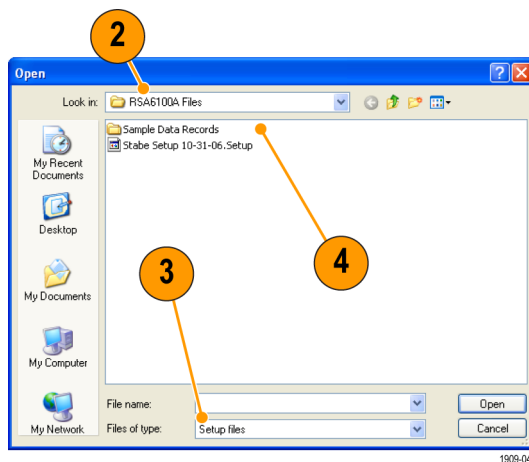 2
Open
Look in: RSA6100A Files
Sample Data Records
Stabe Setup 10-31-06.Setup
My Recent
Documents
Desktop
3
4
My Documents
My Computer
File name:
Open
My Network
Files of type: Setup files
Cancel